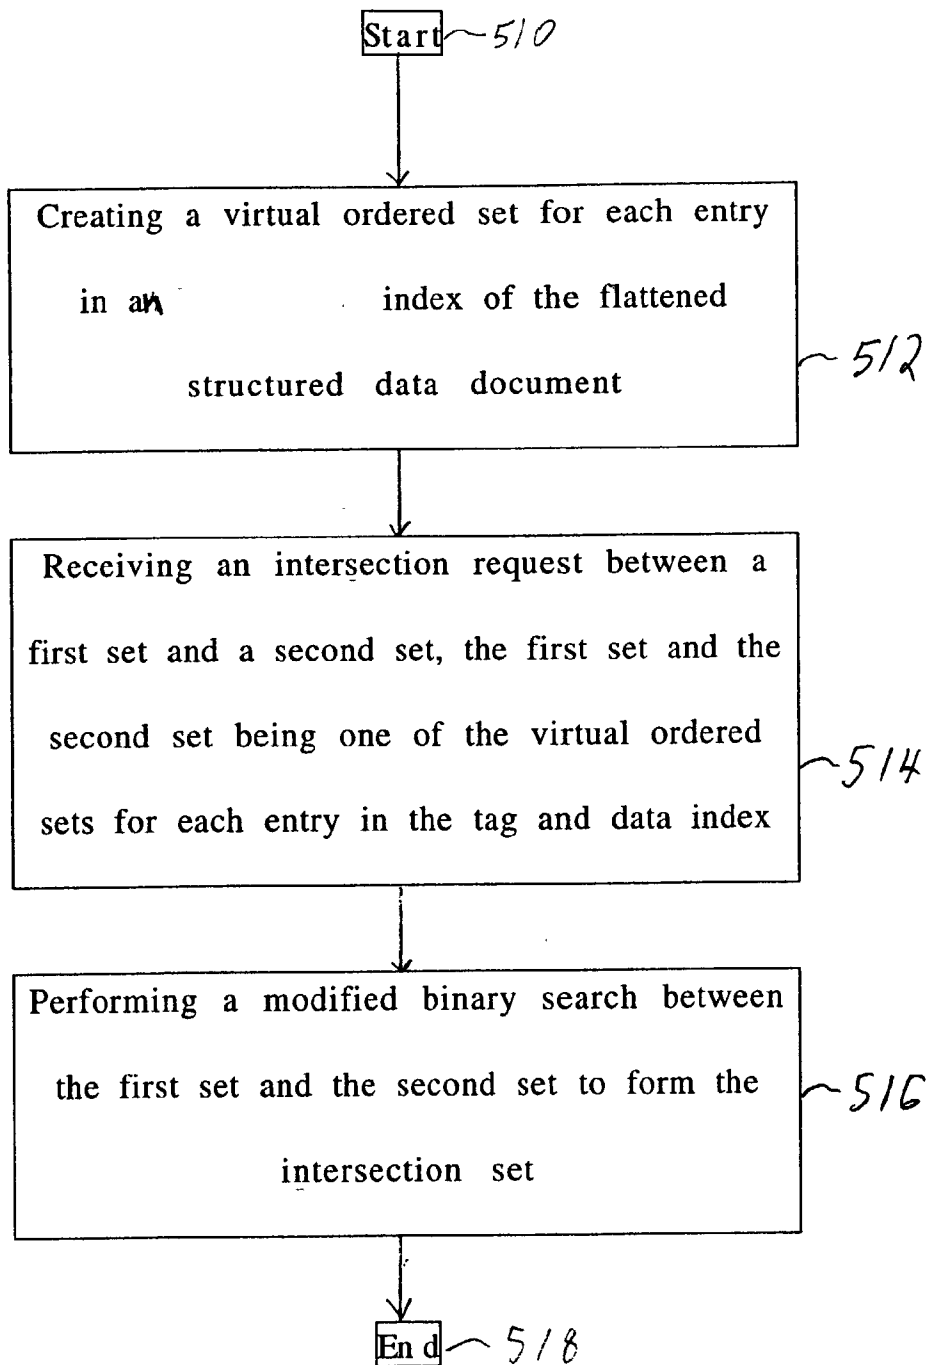 Start 510
Creating a virtual ordered set for each entry
in an index of the flattened
structured data document
512
Receiving an intersection request between a
first set and a second set, the first set and the
second set being one of the virtual ordered
sets for each entry in the tag and data index
514
Performing a modified binary search between
the first set and the second set to form the
intersection set
516
End 518